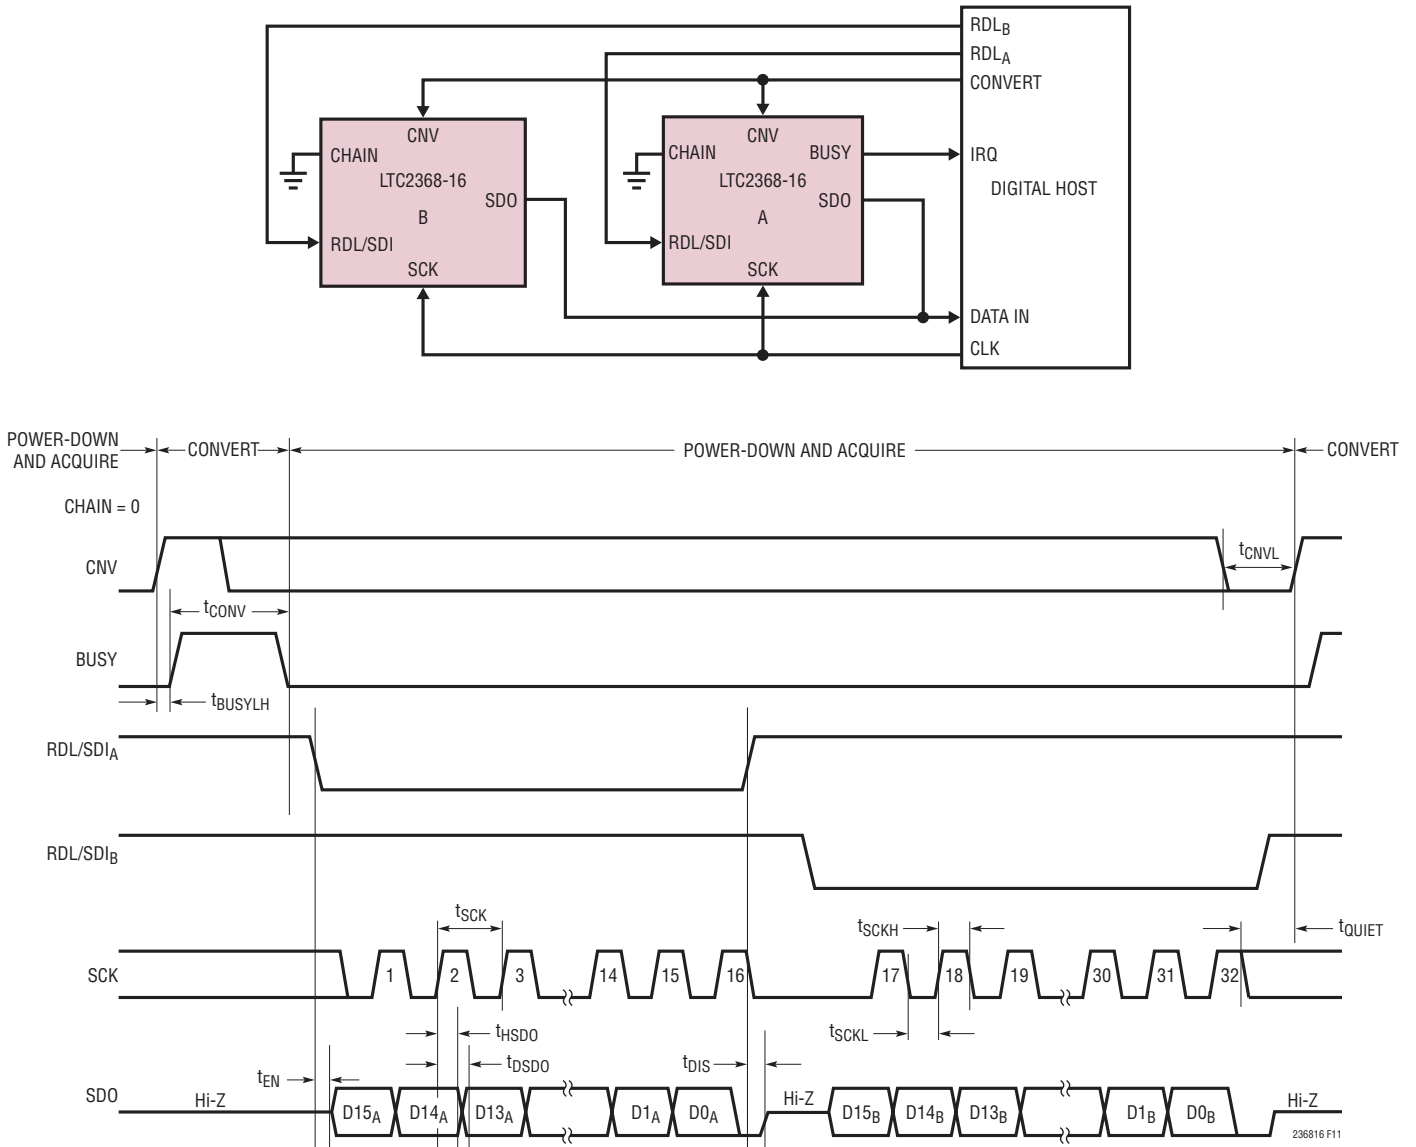 RDLB
RDLA
CONVERT
CNV
CNV
CHAIN
CHAIN
BUSY
IRQ
LTC2368-16
LTC2368-16
DIGITAL HOST
SDO
SDO
B
A
RDL/SDI
RDL/SDI
SCK
SCK
DATA IN
CLK
POWER-DOWN
AND ACQUIRE
CONVERT
POWER-DOWN AND ACQUIRE
CONVERT
CHAIN = 0
CNV
tCNVL
tCONV
BUSY
tBUSYLH
RDL/SDIA
RDL/SDIB
tSCK
tSCKH
tQUIET
SCK
1 2 3 14 15 16 17 18 19 30 31 32
tHSDO
tSCKL
tDSDO
tDIS
tEN
SDO
Hi-Z D15A D14A D13A D1A D0A Hi-Z D15B D14B D13B D1B D0B Hi-Z
236816 F11